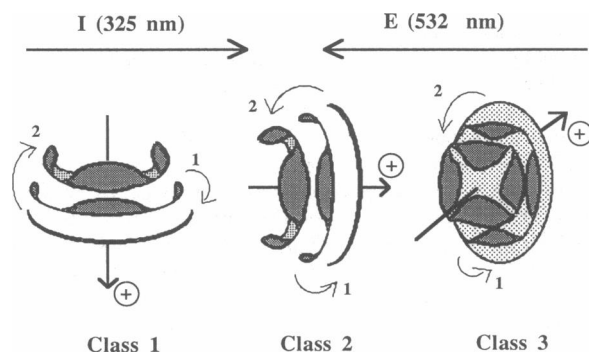 I (325 nm) E (532 nm)
2 1 + 2 1 + 2 1 +
Class 1 Class 2 Class 3